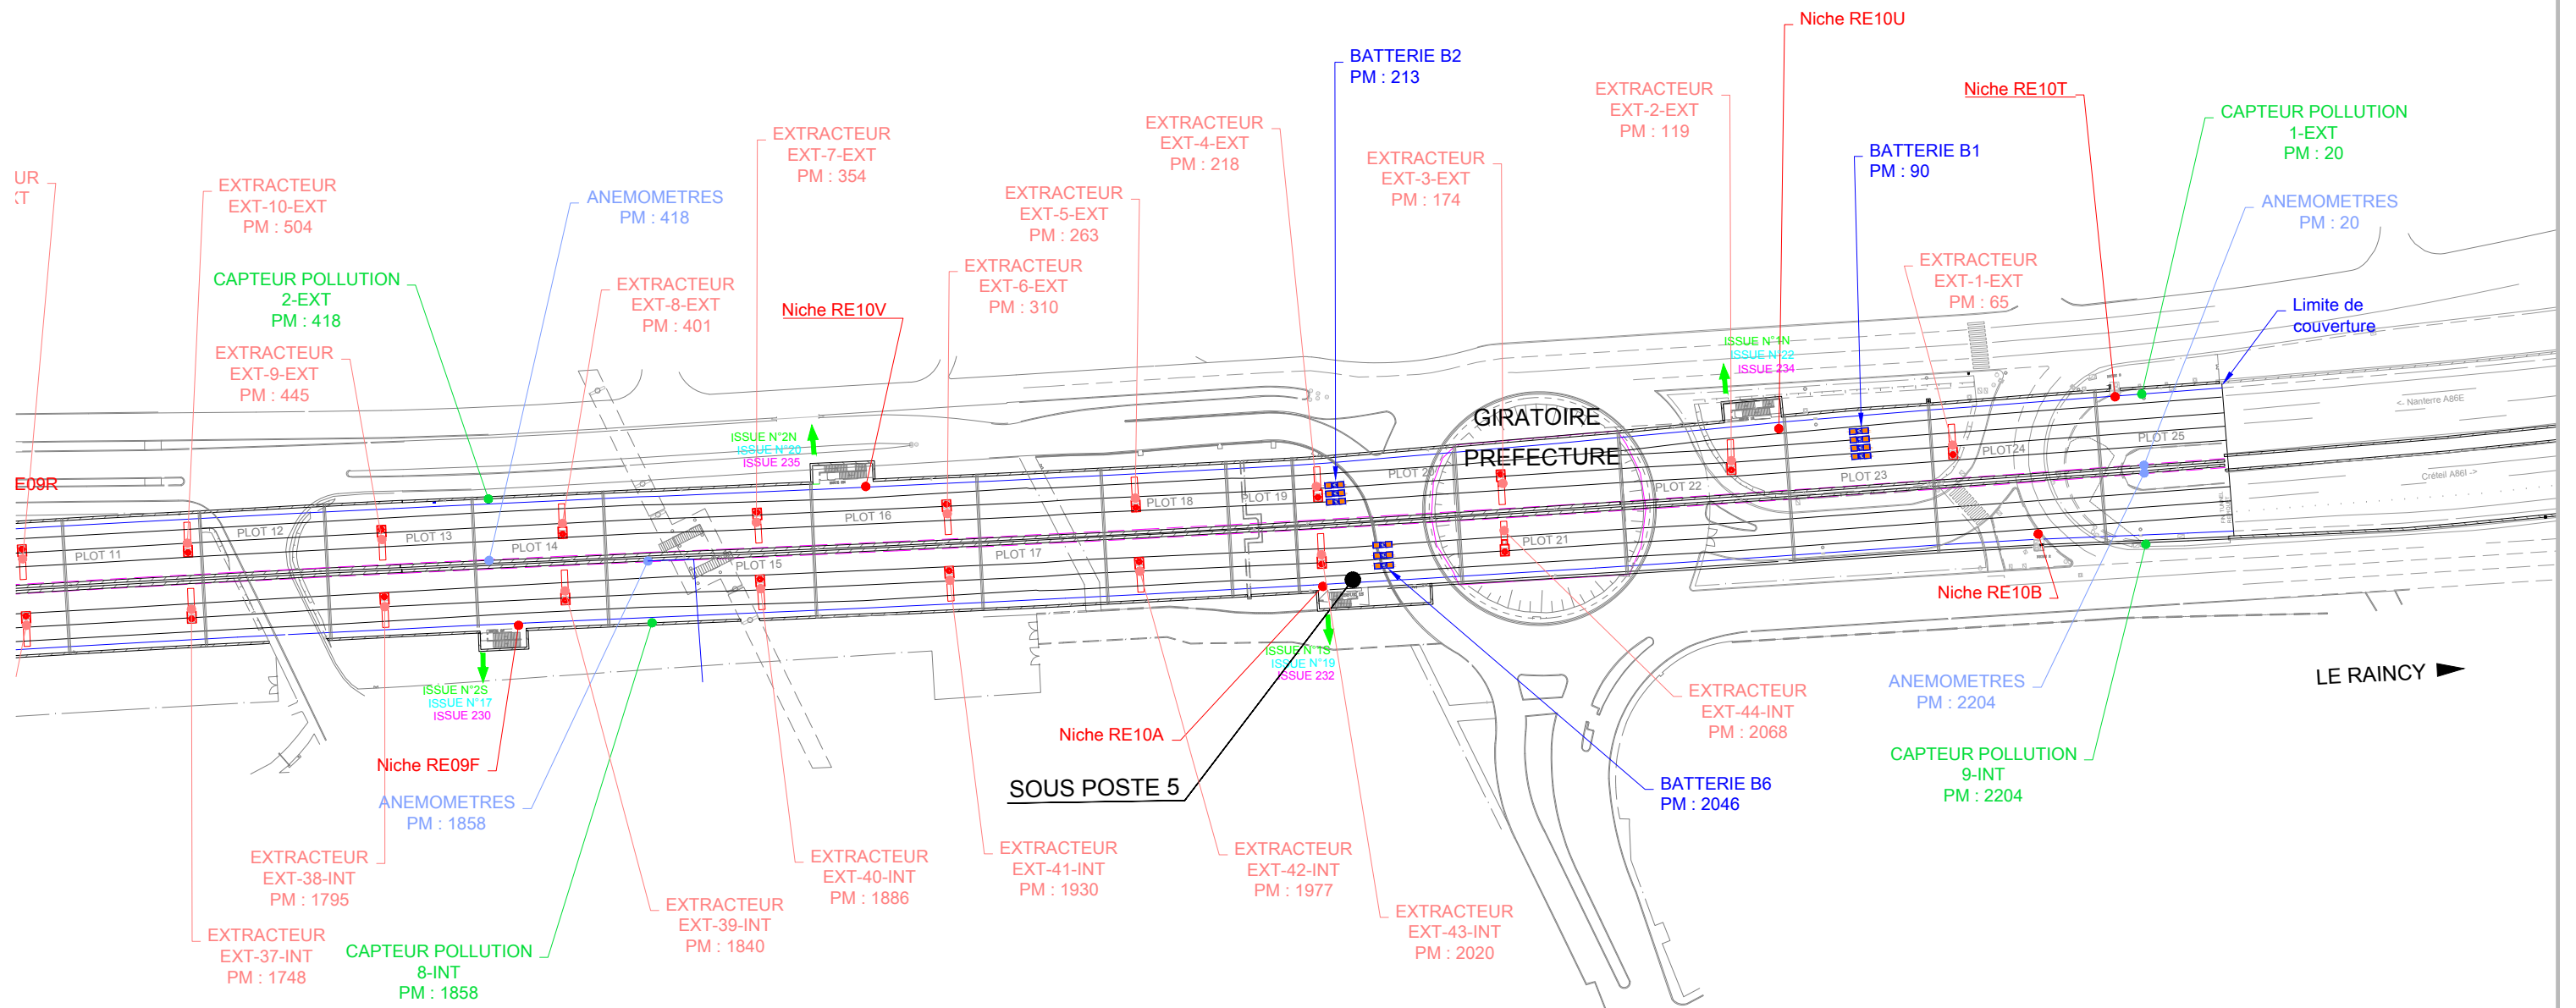 Niche RE10U
BATTERIE B2
PM : 213
EXTRACTEUR
EXT-2-EXT
PM : 119
Niche RE10T
CAPTEUR POLLUTION
1-EXT
PM : 20
EXTRACTEUR
EXT-7-EXT
PM : 354
EXTRACTEUR
EXT-4-EXT
PM : 218
EXTRACTEUR
EXT-3-EXT
PM : 174
BATTERIE B1
PM : 90
UR
EXTRACTEUR
EXT-10-EXT
PM : 504
ANEMOMETRES
PM : 418
EXTRACTEUR
EXT-5-EXT
PM : 263
ANEMOMETRES
PM : 20
CAPTEUR POLLUTION
2-EXT
PM : 418
EXTRACTEUR
EXT-8-EXT
PM : 401
EXTRACTEUR
EXT-6-EXT
PM : 310
EXTRACTEUR
EXT-1-EXT
PM : 65
Niche RE10V
Limite de
couverture
EXTRACTEUR
EXT-9-EXT
PM : 445
ISSUE N°1N
ISSUE N°22
ISSUE 234
<- Nanterre A86E
GIRATOIRE
PREFECTURE
ISSUE N°2N
ISSUE N°20
ISSUE 235
E09R
PLOT 11
PLOT 12
PLOT 13
PLOT 14
PLOT 15
PLOT 16
PLOT 17
PLOT 18
PLOT 19
PLOT 20
PLOT 21
PLOT 22
PLOT 23
PLOT24
PLOT 25
Créteil A86I ->
Niche RE10B
ISSUE N°1S
ISSUE N°19
ISSUE 232
LE RAINCY
ISSUE N°2S
ISSUE N°17
ISSUE 230
ANEMOMETRES
PM : 2204
EXTRACTEUR
EXT-44-INT
PM : 2068
Niche RE10A
Niche RE09F
CAPTEUR POLLUTION
9-INT
PM : 2204
SOUS POSTE 5
BATTERIE B6
PM : 2046
ANEMOMETRES
PM : 1858
EXTRACTEUR
EXT-38-INT
PM : 1795
EXTRACTEUR
EXT-40-INT
PM : 1886
EXTRACTEUR
EXT-41-INT
PM : 1930
EXTRACTEUR
EXT-42-INT
PM : 1977
EXTRACTEUR
EXT-39-INT
PM : 1840
EXTRACTEUR
EXT-43-INT
PM : 2020
EXTRACTEUR
EXT-37-INT
PM : 1748
CAPTEUR POLLUTION
8-INT
PM : 1858